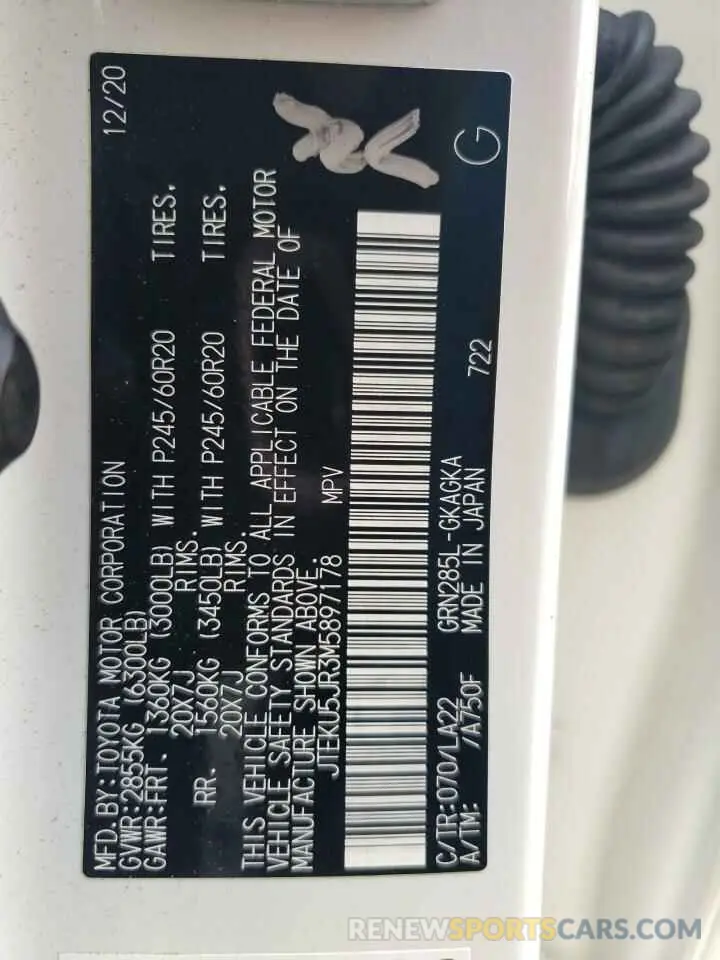 MFD. BY: TOYOTA MOTOR CORPORATION 12/20
GVWR: 2855KG (6300LB)
GAWR: FRT. 1360KG (3000LB) WITH P245/60R20 TIRES.
20X7J RIMS.
RR. 1560KG (3450LB) WITH P245/60R20 TIRES.
20X7J RIMS.
THIS VEHICLE CONFORMS TO ALL APPLICABLE FEDERAL MOTOR
VEHICLE SAFETY STANDARDS IN EFFECT ON THE DATE OF
MANUFACTURE SHOWN ABOVE.
JTEKU5JR3M5897178 MPV
C/TR: 070/LA22 GRN285L-GKAGKA 722 G
A/TM: /A750F MADE IN JAPAN
RENEWSPORTSCARS.COM